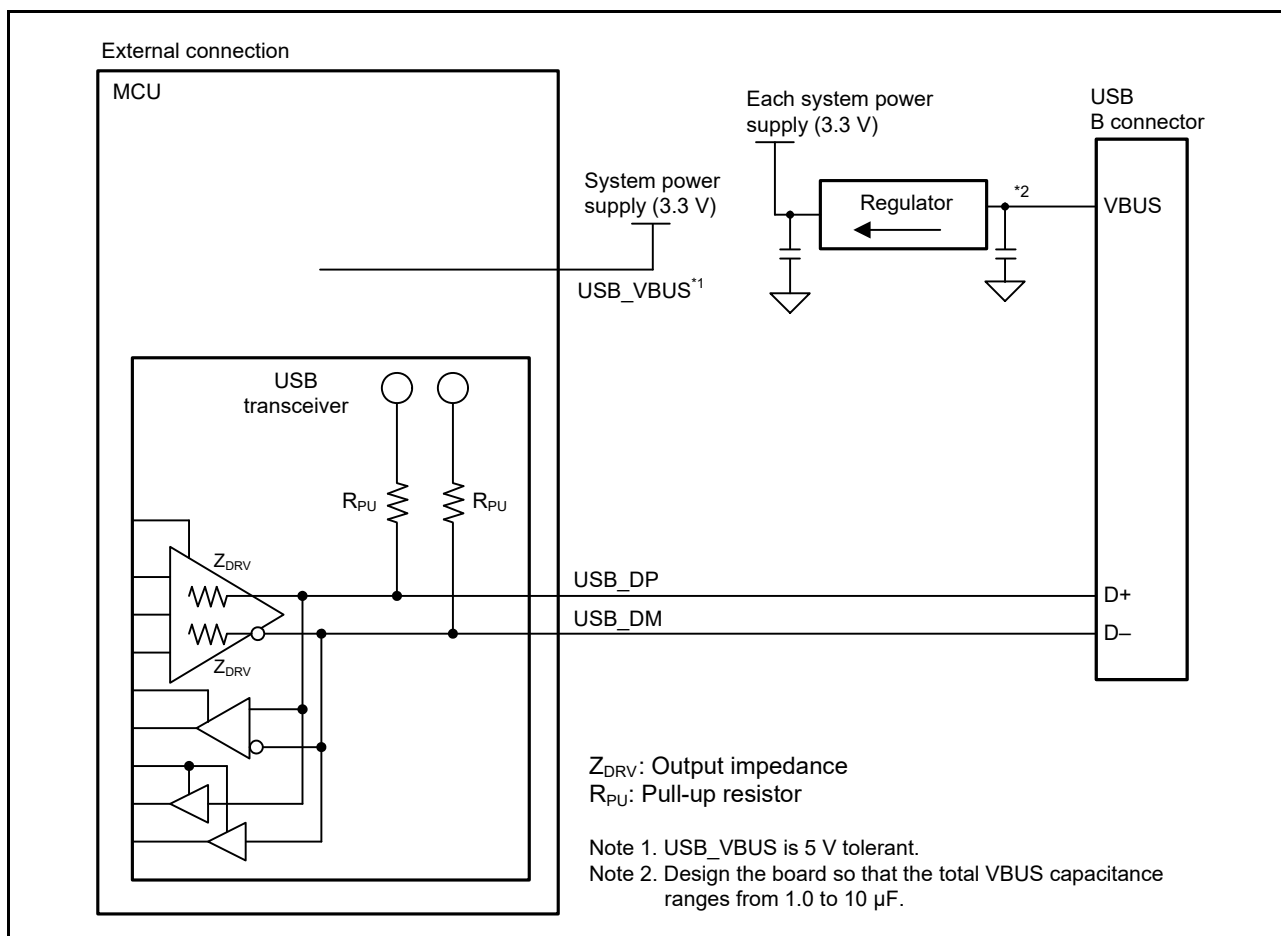 External connection
MCU
Each system power
supply (3.3 V)
USB
B connector
System power
supply (3.3 V)
Regulator
*2
VBUS
USB_VBUS*1
USB
transceiver
RPU
RPU
ZDRV
ZDRV
USB_DP
USB_DM
D+
D–
ZDRV: Output impedance
RPU: Pull-up resistor
Note 1. USB_VBUS is 5 V tolerant.
Note 2. Design the board so that the total VBUS capacitance
ranges from 1.0 to 10 µF.